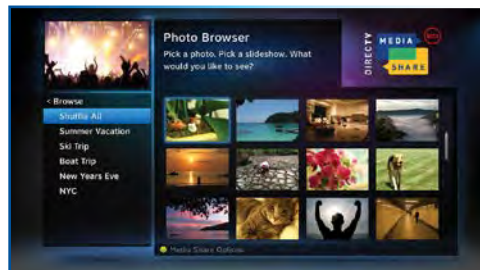 Photo Browser
Pick a photo. Pick a slideshow. What
would you like to see?
DIRECTV
MEDIA
SHARE
BETA
< Browse
Shuffle All
Summer Vacation
Ski Trip
Boat Trip
New Years Eve
NYC
Media Share Options